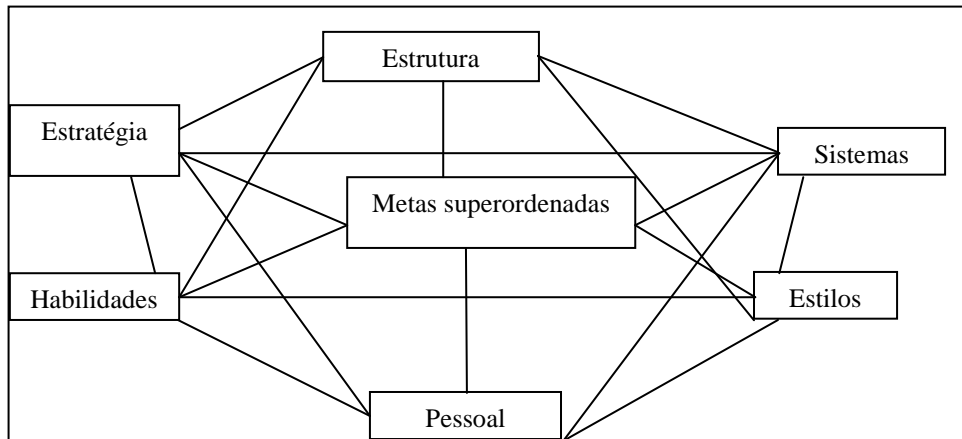 Estrutura
Estratégia
Sistemas
Metas superordenadas
Habilidades
Estilos
Pessoal